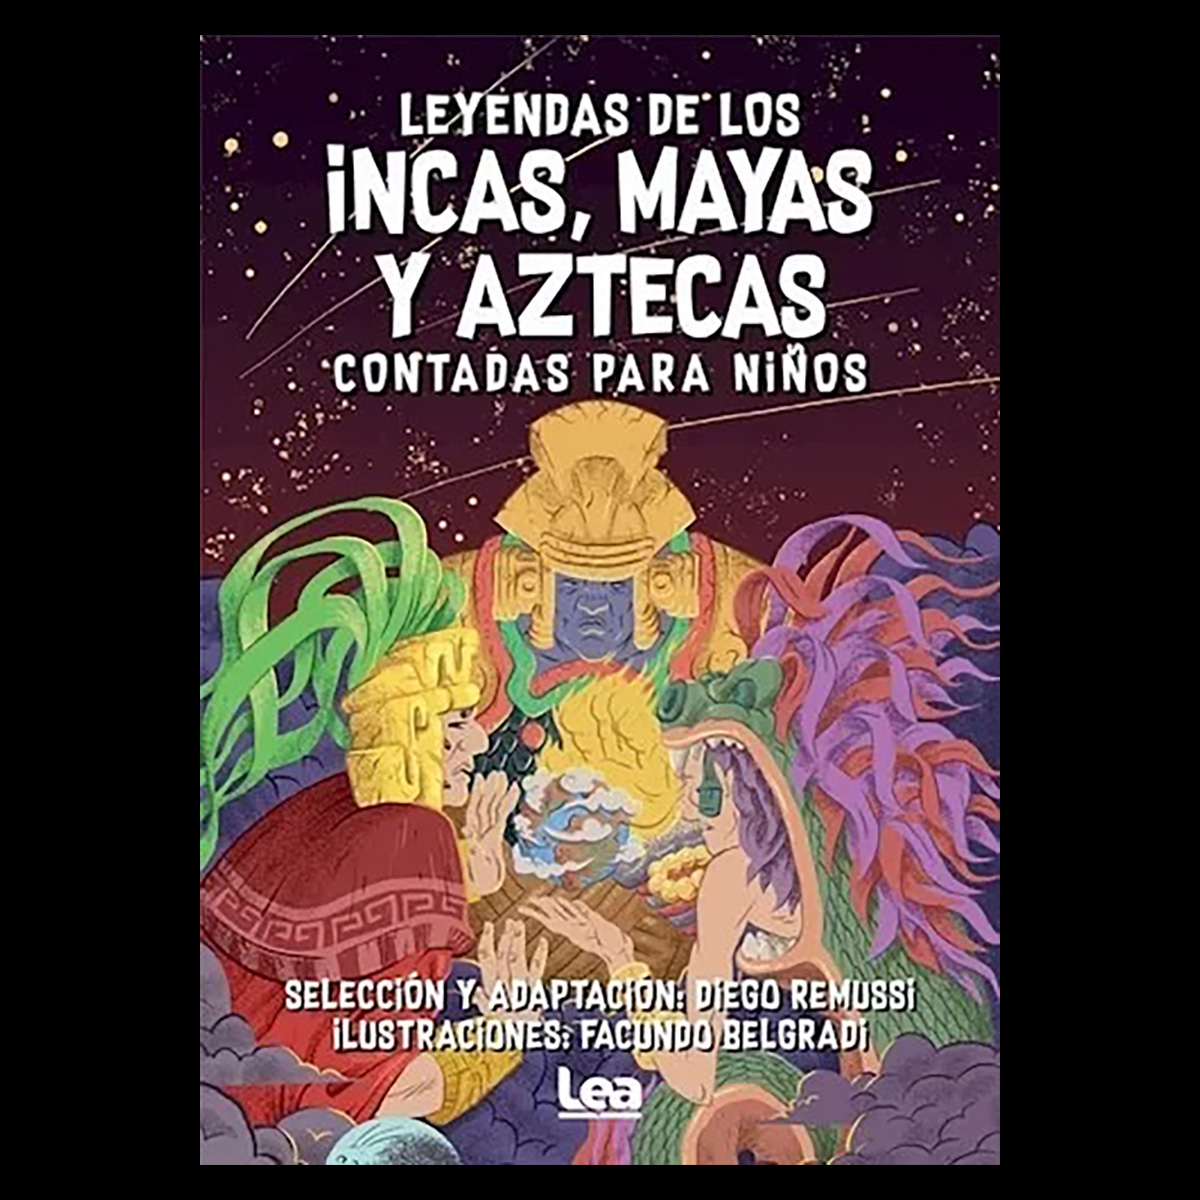 LEYENDAS DE LOS
INCAS, MAYAS
Y AZTECAS
CONTADAS PARA NIÑOS
SELECCIÓN Y ADAPTACIÓN: DIEGO REMUSSI
ILUSTRACIONES: FACUNDO BELGRADI
Lea